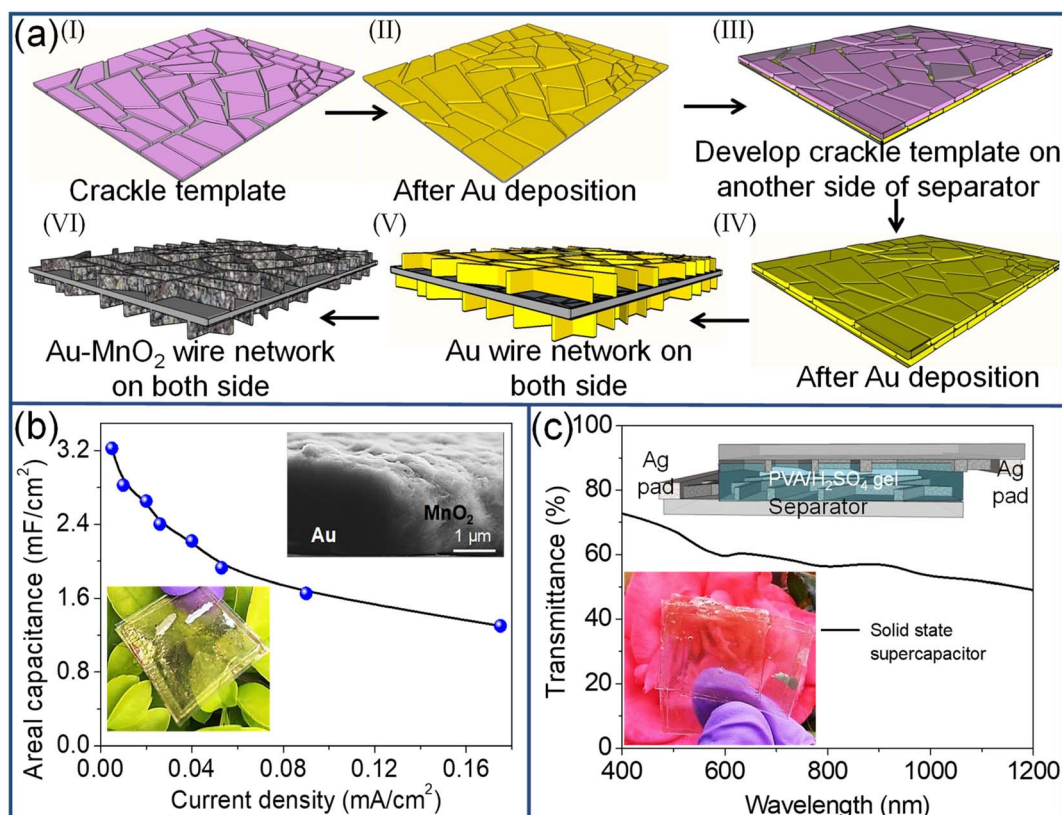 (a)
(I)
(II)
(III)
Crackle template
After Au deposition
Develop crackle template on
another side of separator
(VI)
(V)
(IV)
Au-MnO₂ wire network
on both side
Au wire network on
both side
After Au deposition
(b)
Areal capacitance (mF/cm²)
3.2
2.4
1.6
0.8
0.0
0.00
0.04
0.08
0.12
0.16
Current density (mA/cm²)
Au
MnO₂
1 μm
(c)
Transmittance (%)
100
80
60
40
20
0
400
600
800
1000
1200
Wavelength (nm)
Ag
pad
PVA/H₂SO₄ gel
Separator
Ag
pad
Solid state
supercapacitor